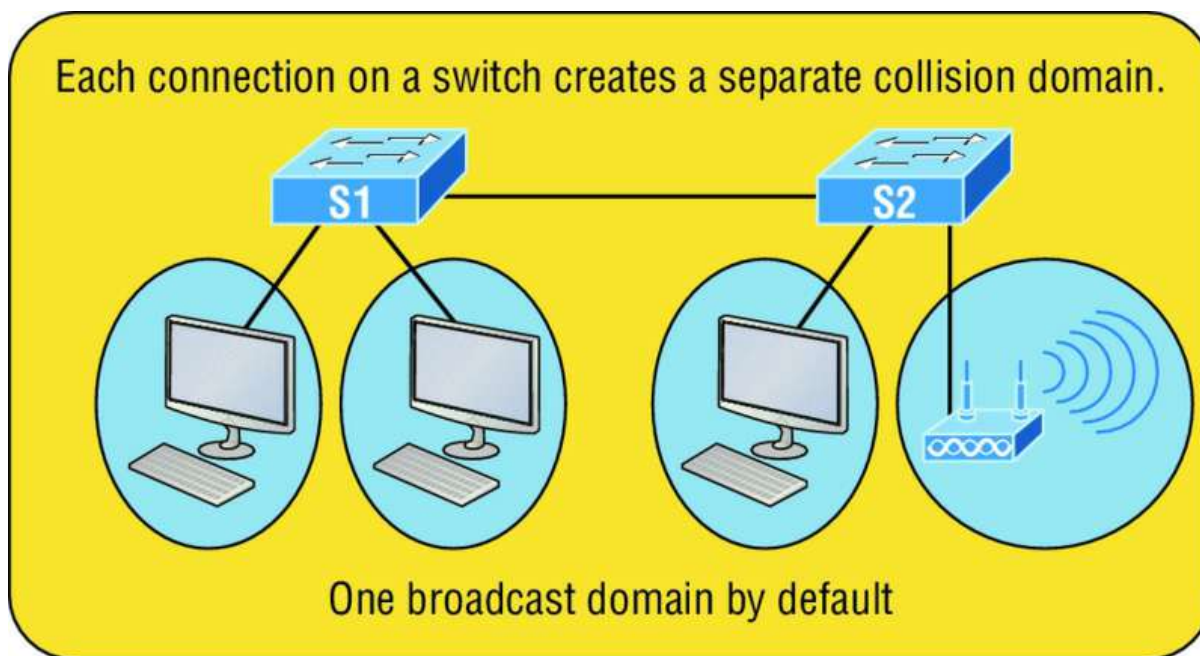 Each connection on a switch creates a separate collision domain.
S1
S2
One broadcast domain by default